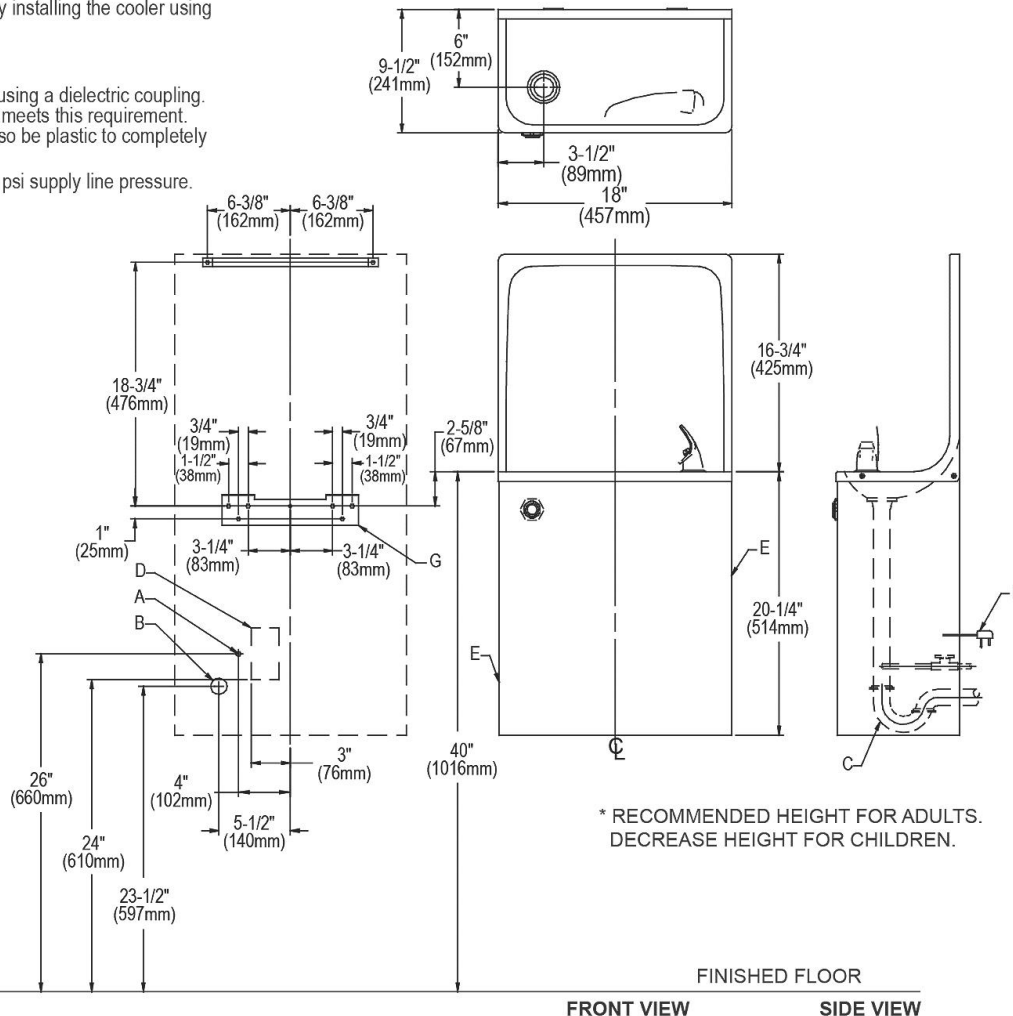 y installing the cooler using
using a dielectric coupling.
meets this requirement.
so be plastic to completely
psi supply line pressure.
9-1/2"
(241mm)
6"
(152mm)
3-1/2"
(89mm)
18"
(457mm)
6-3/8"
(162mm)
6-3/8"
(162mm)
18-3/4"
(476mm)
3/4"
(19mm)
1-1/2"
(38mm)
3/4"
(19mm)
1-1/2"
(38mm)
2-5/8"
(67mm)
16-3/4"
(425mm)
1"
(25mm)
3-1/4"
(83mm)
3-1/4"
(83mm)
G
D
A
B
E
E
20-1/4"
(514mm)
C
CL
40"
(1016mm)
3"
(76mm)
4"
(102mm)
5-1/2"
(140mm)
26"
(660mm)
24"
(610mm)
23-1/2"
(597mm)
* RECOMMENDED HEIGHT FOR ADULTS.
DECREASE HEIGHT FOR CHILDREN.
FINISHED FLOOR
FRONT VIEW
SIDE VIEW